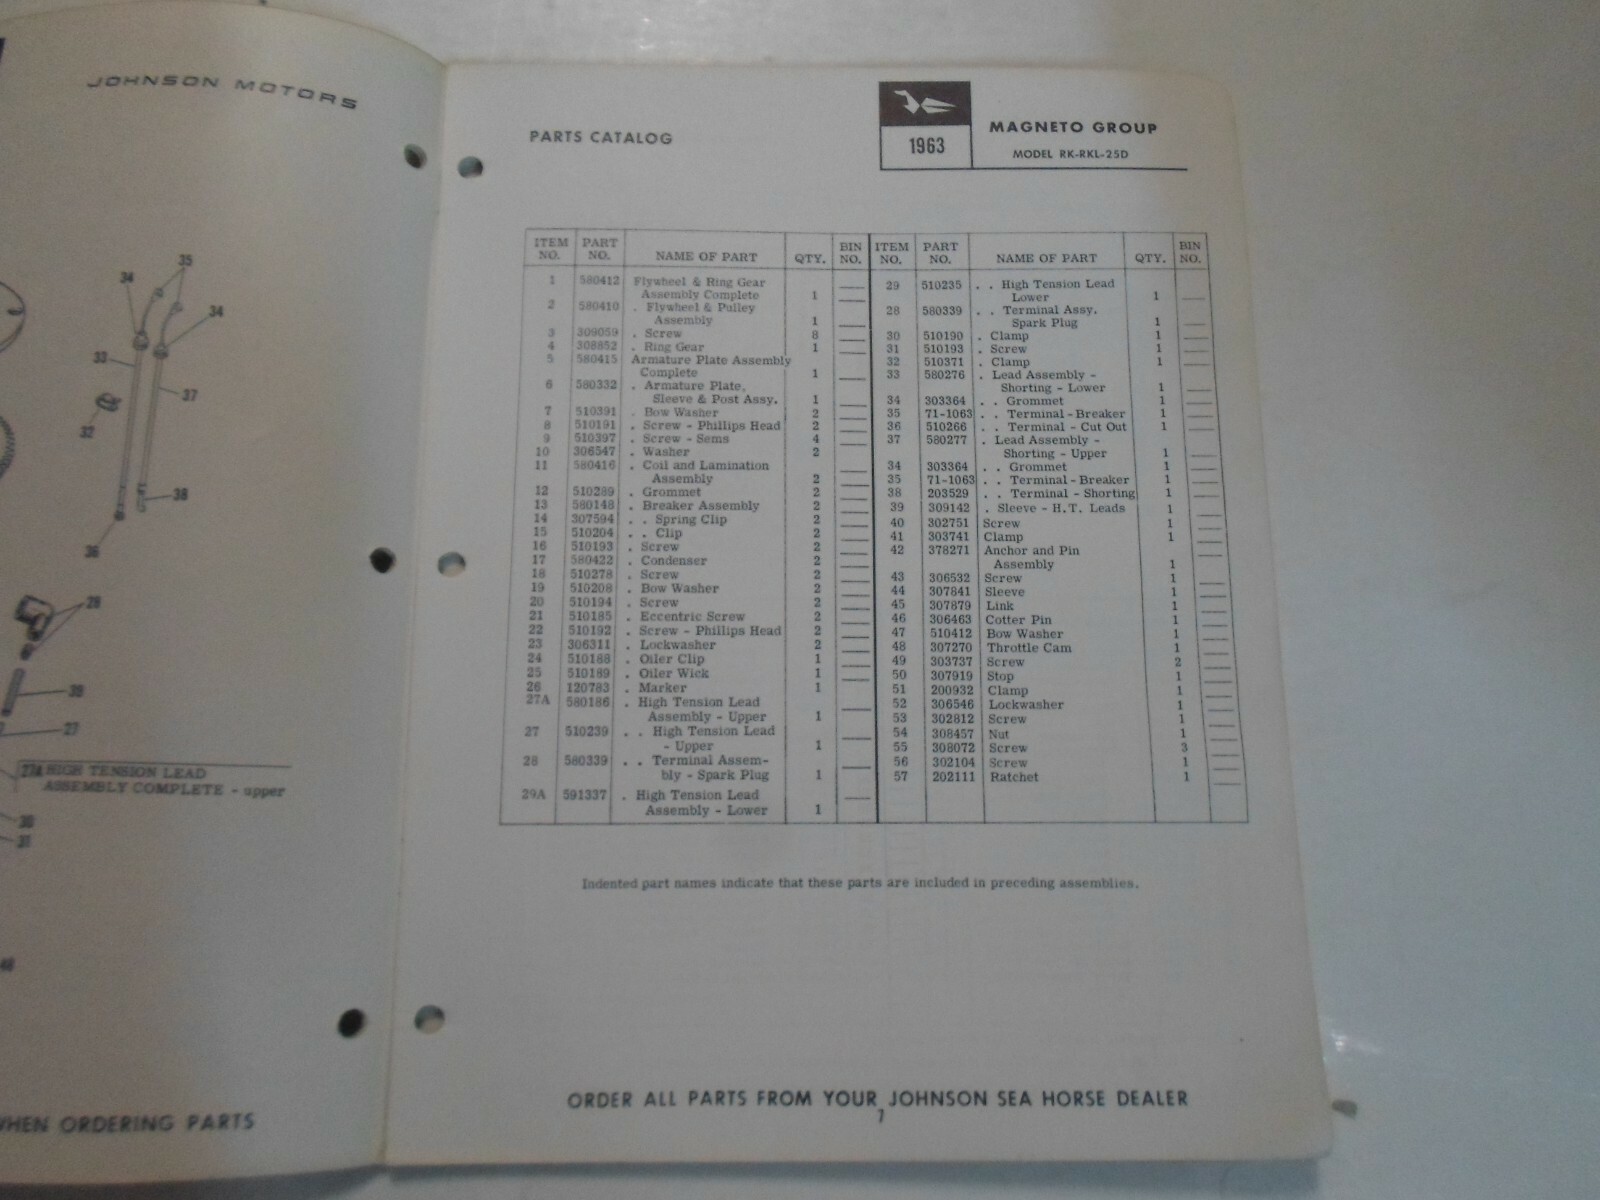 JOHNSON MOTORS
35
34
34
33
37
32
38
36
28
39
27
27A HIGH TENSION LEAD
ASSEMBLY COMPLETE - upper
30
31
WHEN ORDERING PARTS
PARTS CATALOG
1963
MAGNETO GROUP
MODEL RK-RKL-25D
ITEM NO. PART NO. NAME OF PART QTY. BIN NO.
1 580412 Flywheel & Ring Gear
Assembly Complete 1
2 580410 . Flywheel & Pulley
Assembly 1
3 309059 . Screw 8
4 308852 . Ring Gear 1
5 580415 Armature Plate Assembly
Complete 1
6 580332 . Armature Plate,
Sleeve & Post Assy. 1
7 510391 . Bow Washer 2
8 510191 . Screw - Phillips Head 2
9 510397 . Screw - Sems 4
10 306547 . Washer 2
11 580416 . Coil and Lamination
Assembly 2
12 510289 . Grommet 2
13 580148 . Breaker Assembly 2
14 307594 . . Spring Clip 2
15 510204 . . Clip 2
16 510193 . Screw 2
17 580422 . Condenser 2
18 510278 . Screw 2
19 510208 . Bow Washer 2
20 510194 . Screw 2
21 510185 . Eccentric Screw 2
22 510192 . Screw - Phillips Head 2
23 306311 . Lockwasher 2
24 510188 . Oiler Clip 1
25 510189 . Oiler Wick 1
26 120783 . Marker 1
27A 580186 . High Tension Lead
Assembly - Upper 1
27 510239 . . High Tension Lead
- Upper 1
28 580339 . . Terminal Assem-
bly - Spark Plug 1
29A 591337 . High Tension Lead
Assembly - Lower 1
ITEM NO. PART NO. NAME OF PART QTY. BIN NO.
29 510235 . . High Tension Lead
Lower 1
28 580339 . . Terminal Assy.
Spark Plug 1
30 510190 . Clamp 1
31 510193 . Screw 1
32 510371 . Clamp 1
33 580276 . Lead Assembly -
Shorting - Lower 1
34 303364 . . Grommet 1
35 71-1063 . . Terminal - Breaker 1
36 510266 . . Terminal - Cut Out 1
37 580277 . Lead Assembly -
Shorting - Upper 1
34 303364 . . Grommet 1
35 71-1063 . . Terminal - Breaker 1
38 203529 . . Terminal - Shorting 1
39 309142 . Sleeve - H.T. Leads 1
40 302751 Screw 1
41 303741 Clamp 1
42 378271 Anchor and Pin
Assembly 1
43 306532 Screw 1
44 307841 Sleeve 1
45 307879 Link 1
46 306463 Cotter Pin 1
47 510412 Bow Washer 1
48 307270 Throttle Cam 1
49 303737 Screw 2
50 307919 Stop 1
51 200932 Clamp 1
52 306546 Lockwasher 1
53 302812 Screw 1
54 308457 Nut 1
55 308072 Screw 3
56 302104 Screw 1
57 202111 Ratchet 1
Indented part names indicate that these parts are included in preceding assemblies.
ORDER ALL PARTS FROM YOUR JOHNSON SEA HORSE DEALER
7